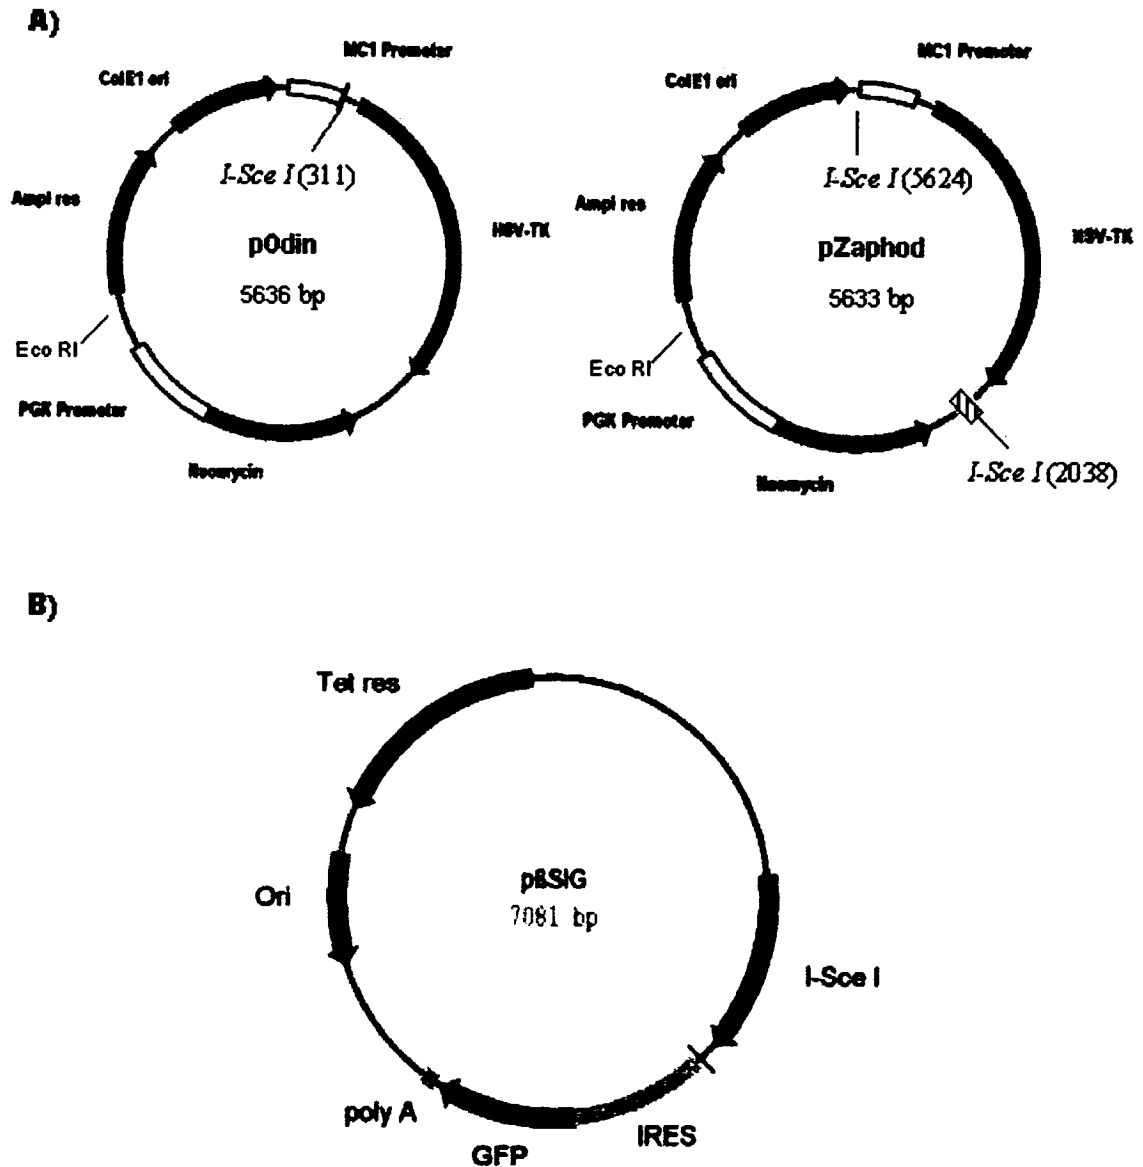 A)
MC1 Promoter
ColE1 ori
I-Sce I (311)
Ampi res
HSV-TK
pOdin
5636 bp
Eco RI
PGK Promoter
Neomycin
MC1 Promoter
ColE1 ori
I-Sce I (5624)
Ampi res
HSV-TK
pZaphod
5633 bp
Eco RI
PGK Promoter
I-Sce I (2038)
Neomycin
B)
Tet res
pßSIG
7081 bp
Ori
I-Sce I
poly A
IRES
GFP